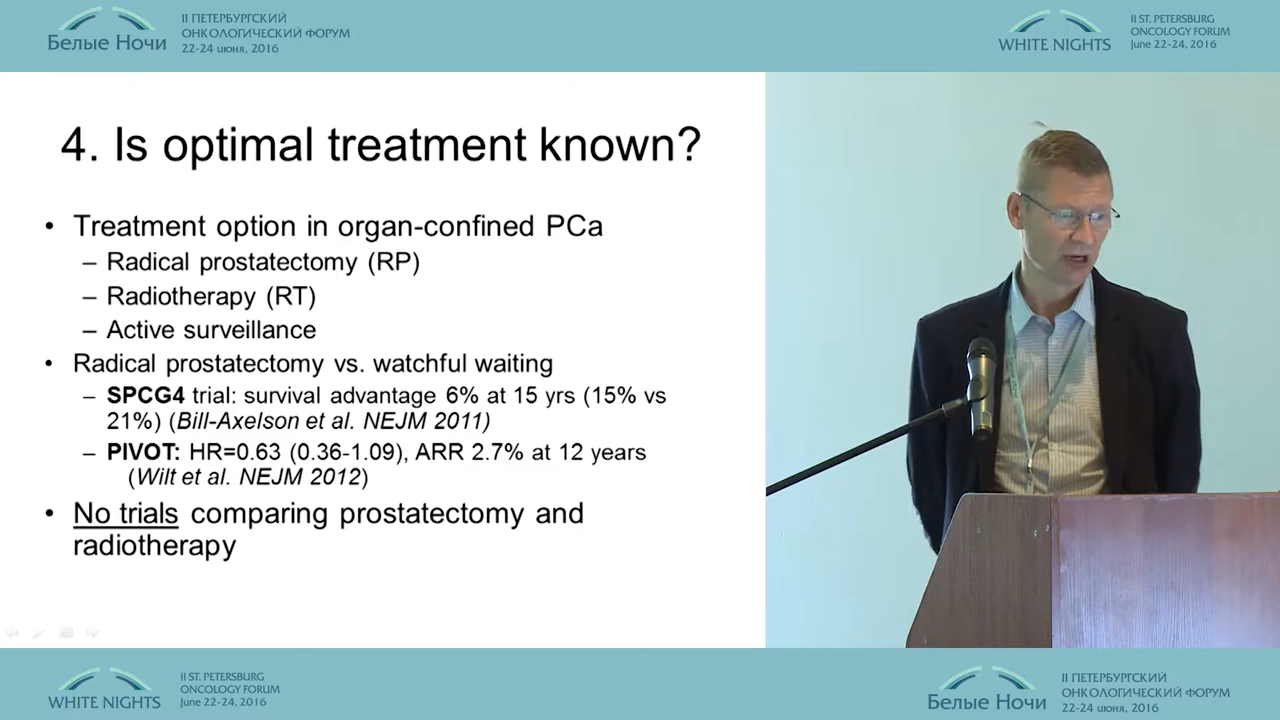 II ПЕТЕРБУРГСКИЙ
ОНКОЛОГИЧЕСКИЙ ФОРУМ
Белые Ночи
22-24 июня, 2016
II ST. PETERSBURG
ONCOLOGY FORUM
WHITE NIGHTS
June 22-24, 2016
4. Is optimal treatment known?
• Treatment option in organ-confined PCa
– Radical prostatectomy (RP)
– Radiotherapy (RT)
– Active surveillance
• Radical prostatectomy vs. watchful waiting
– SPCG4 trial: survival advantage 6% at 15 yrs (15% vs
21%) (Bill-Axelson et al. NEJM 2011)
– PIVOT: HR=0.63 (0.36-1.09), ARR 2.7% at 12 years
(Wilt et al. NEJM 2012)
• No trials comparing prostatectomy and
radiotherapy
II ST. PETERSBURG
ONCOLOGY FORUM
WHITE NIGHTS
June 22-24, 2016
II ПЕТЕРБУРГСКИЙ
ОНКОЛОГИЧЕСКИЙ ФОРУМ
Белые Ночи
22-24 июня, 2016